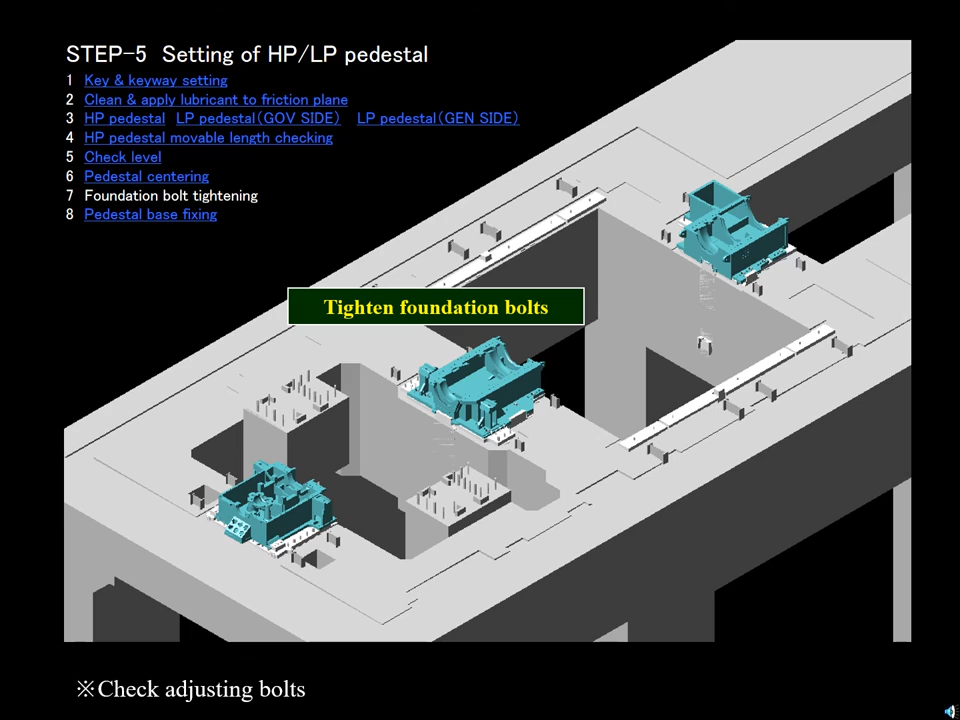 STEP-5 Setting of HP/LP pedestal
1 Key & keyway setting
2 Clean & apply lubricant to friction plane
3 HP pedestal LP pedestal(GOV SIDE) LP pedestal(GEN SIDE)
4 HP pedestal movable length checking
5 Check level
6 Pedestal centering
7 Foundation bolt tightening
8 Pedestal base fixing
Tighten foundation bolts
※Check adjusting bolts